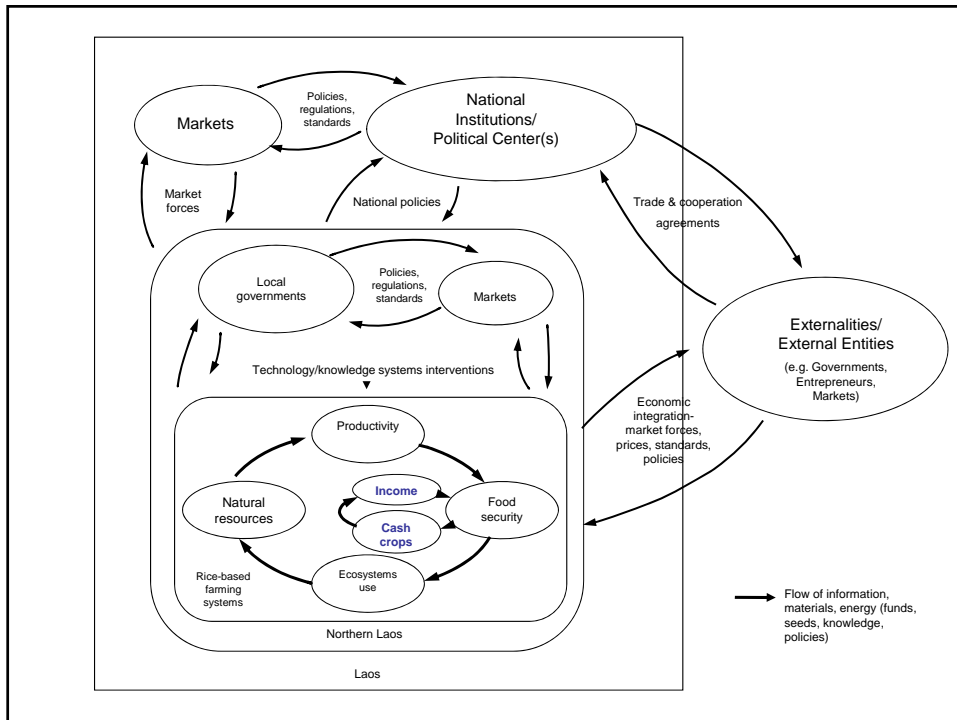 Markets
Policies,
regulations,
standards
National
Institutions/
Political Center(s)
Market
forces
National policies
Trade & cooperation
agreements
Local
governments
Policies,
regulations,
standards
Markets
Externalities/
External Entities
(e.g. Governments,
Entrepreneurs,
Markets)
Technology/knowledge systems interventions
Economic
integration-
market forces,
prices, standards,
policies
Productivity
Income
Natural
resources
Food
security
Cash
crops
Ecosystems
use
Rice-based
farming
systems
Northern Laos
Laos
Flow of information,
materials, energy (funds,
seeds, knowledge,
policies)